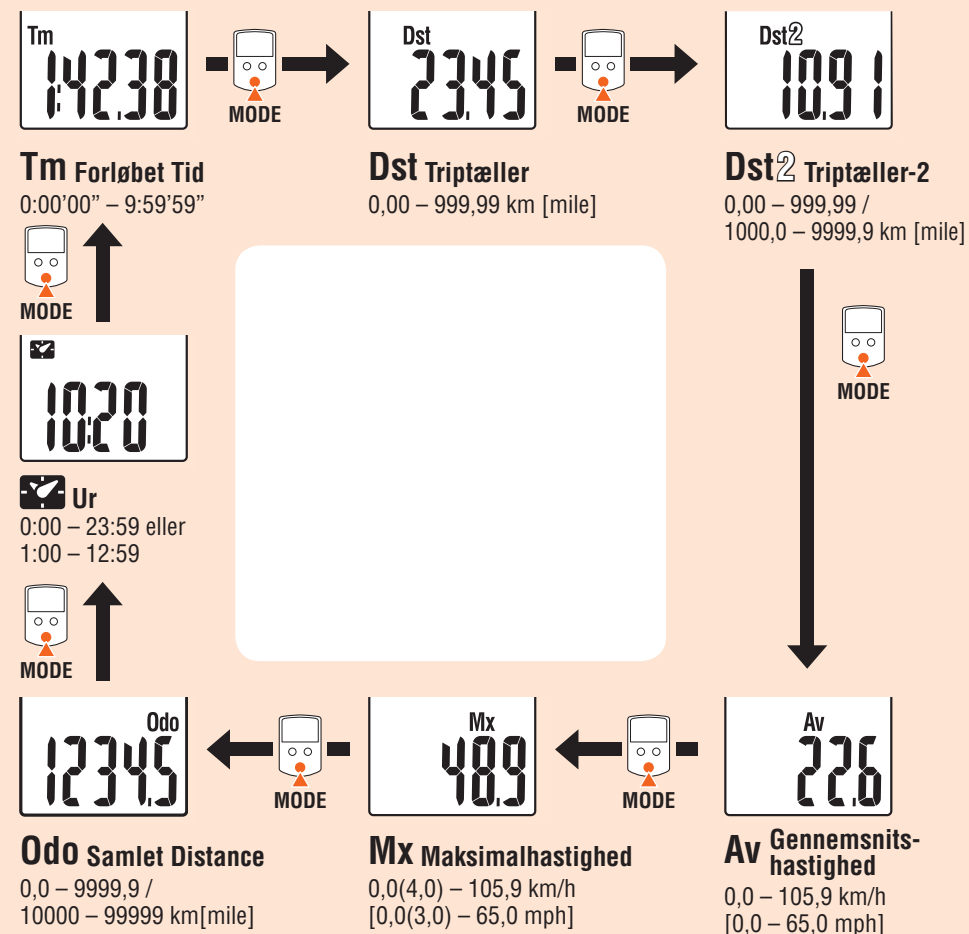 Tm
1:42.38
MODE
Dst
23.45
MODE
Dst2
10.91
Tm Forløbet Tid
0:00'00” – 9:59'59”
Dst Triptæller
0,00 – 999,99 km [mile]
Dst2 Triptæller-2
0,00 – 999,99 /
1000,0 – 9999,9 km [mile]
MODE
MODE
10:20
Ur
0:00 – 23:59 eller
1:00 – 12:59
MODE
Odo
1234.5
MODE
Mx
48.9
MODE
Av
22.6
Odo Samlet Distance
0,0 – 9999,9 /
10000 – 99999 km[mile]
Mx Maksimalhastighed
0,0(4,0) – 105,9 km/h
[0,0(3,0) – 65,0 mph]
Av Gennemsnits-
hastighed
0,0 – 105,9 km/h
[0,0 – 65,0 mph]